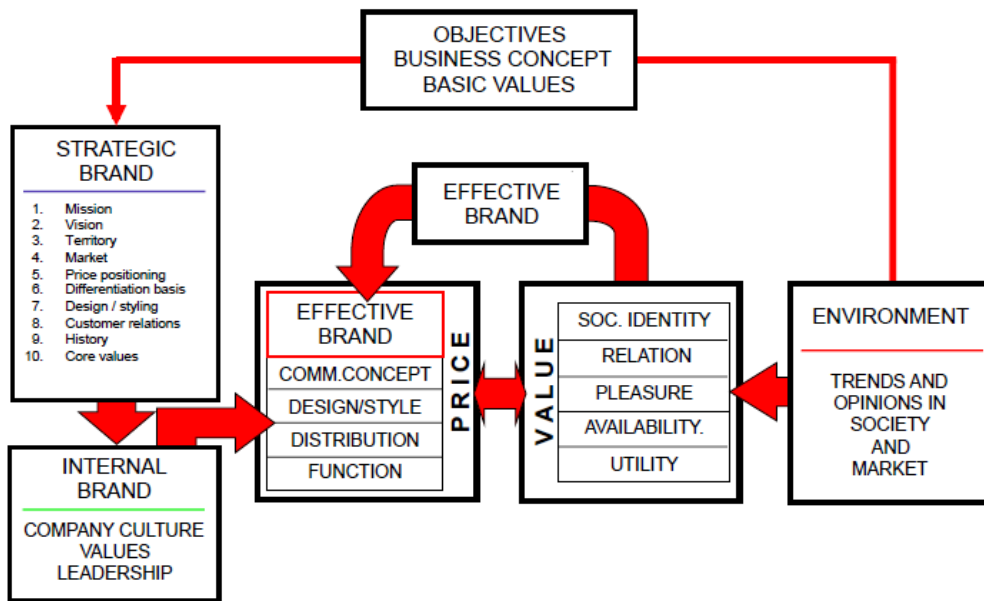 OBJECTIVES
BUSINESS CONCEPT
BASIC VALUES
STRATEGIC
BRAND
1. Mission
2. Vision
3. Territory
4. Market
5. Price positioning
6. Differentiation basis
7. Design / styling
8. Customer relations
9. History
10. Core values
EFFECTIVE
BRAND
EFFECTIVE
BRAND
COMM.CONCEPT
DESIGN/STYLE
DISTRIBUTION
FUNCTION
PRICE
VALUE
SOC. IDENTITY
RELATION
PLEASURE
AVAILABILITY.
UTILITY
ENVIRONMENT
TRENDS AND
OPINIONS IN
SOCIETY
AND
MARKET
INTERNAL
BRAND
COMPANY CULTURE
VALUES
LEADERSHIP